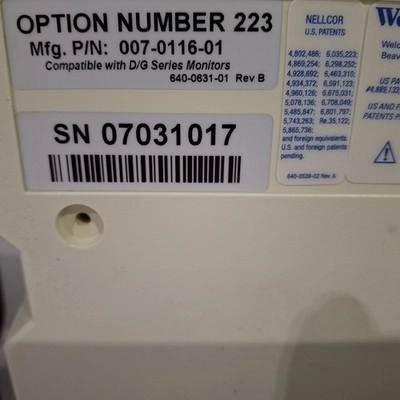 OPTION NUMBER 223
Mfg. P/N: 007-0116-01
Compatible with D/G Series Monitors
640-0631-01 Rev B
SN 07031017
NELLCOR
U.S. PATENTS
4,802,486; 6,035,223;
4,869,254; 6,298,252;
4,928,692; 6,463,310;
4,934,372; 6,591,123;
4,960,126; 6,675,031;
5,078,136; 6,708,049;
5,485,847; 6,801,797;
5,743,263; Re.35,122;
5,865,736;
and foreign equivalents.
U.S. and foreign patents
pending.
640-0539-02 Rev. A
We
Welc
Beav
US PA
US AND F
PATENTS P